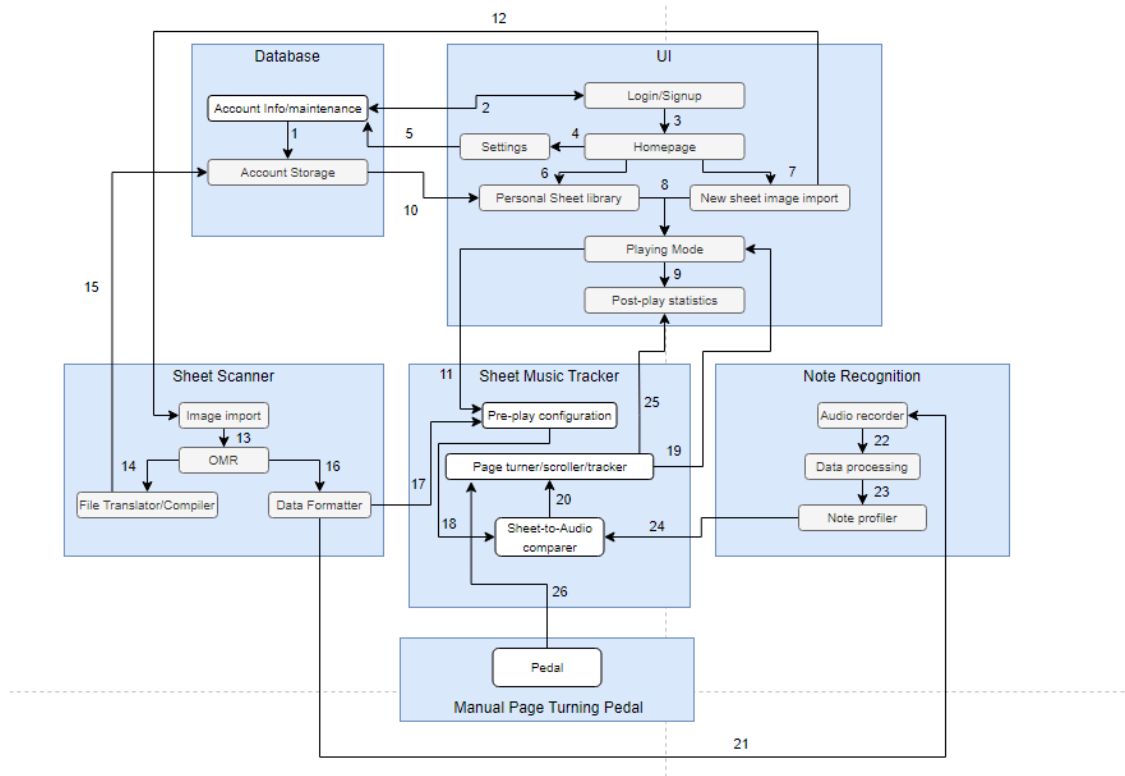 12
Database
UI
Account Info/maintenance
2
Login/Signup
1
3
5
Settings
4
Homepage
Account Storage
6
7
10
Personal Sheet library
8
New sheet image import
Playing Mode
9
15
Post-play statistics
Sheet Scanner
11
Sheet Music Tracker
Note Recognition
Image import
Pre-play configuration
25
Audio recorder
13
19
22
14
OMR
16
Page turner/scroller/tracker
Data processing
17
20
23
File Translator/Compiler
Data Formatter
18
Sheet-to-Audio
comparer
24
Note profiler
26
Pedal
Manual Page Turning Pedal
21